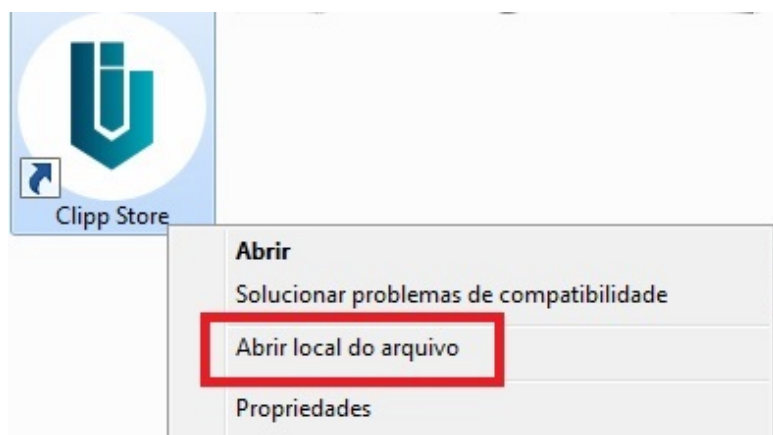 Clipp Store
Abrir
Solucionar problemas de compatibilidade
Abrir local do arquivo
Propriedades